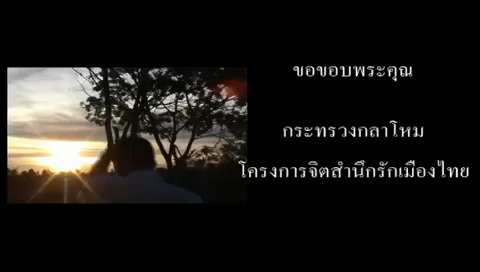 ขอขอบพระคุณ
กระทรวงกลาโหม
โครงการจิตสำนึกรักเมืองไทย